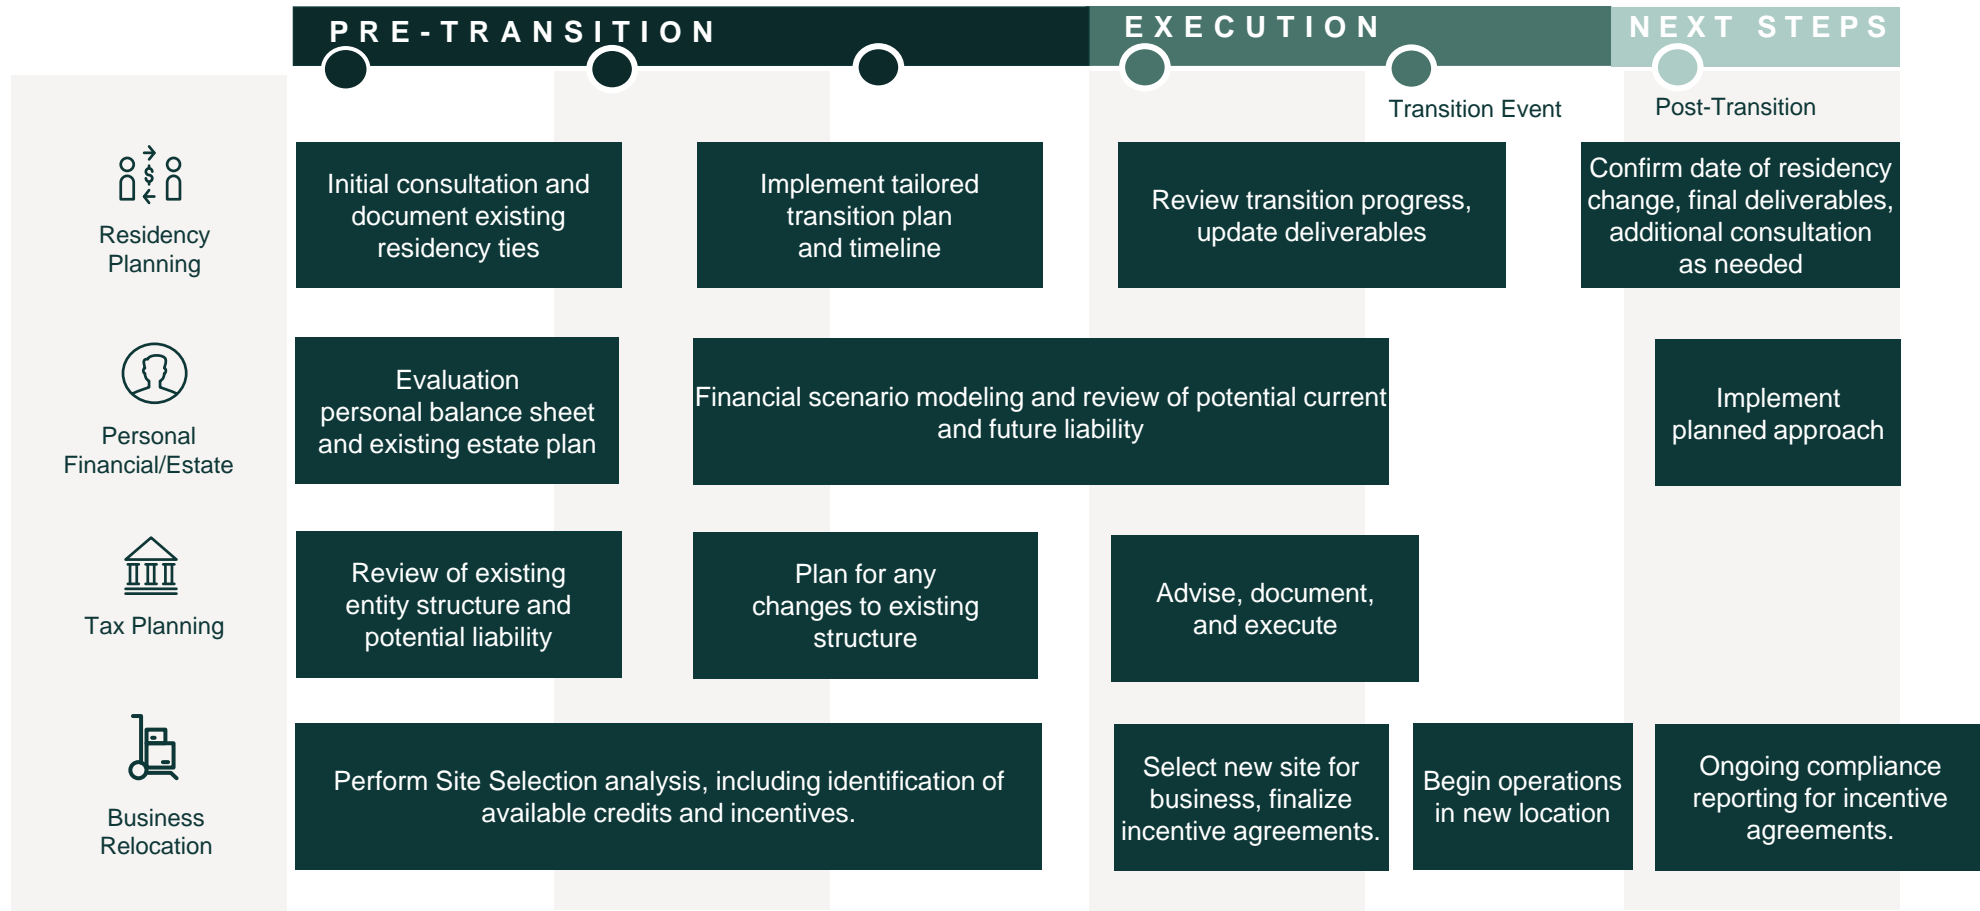 PRE-TRANSITION
EXECUTION
NEXT STEPS
Transition Event
Post-Transition
Residency
Planning
Initial consultation and
document existing
residency ties
Implement tailored
transition plan
and timeline
Review transition progress,
update deliverables
Confirm date of residency
change, final deliverables,
additional consultation
as needed
Personal
Financial/Estate
Evaluation
personal balance sheet
and existing estate plan
Financial scenario modeling and review of potential current
and future liability
Implement
planned approach
Tax Planning
Review of existing
entity structure and
potential liability
Plan for any
changes to existing
structure
Advise, document,
and execute
Business
Relocation
Perform Site Selection analysis, including identification of
available credits and incentives.
Select new site for
business, finalize
incentive agreements.
Begin operations
in new location
Ongoing compliance
reporting for incentive
agreements.
$